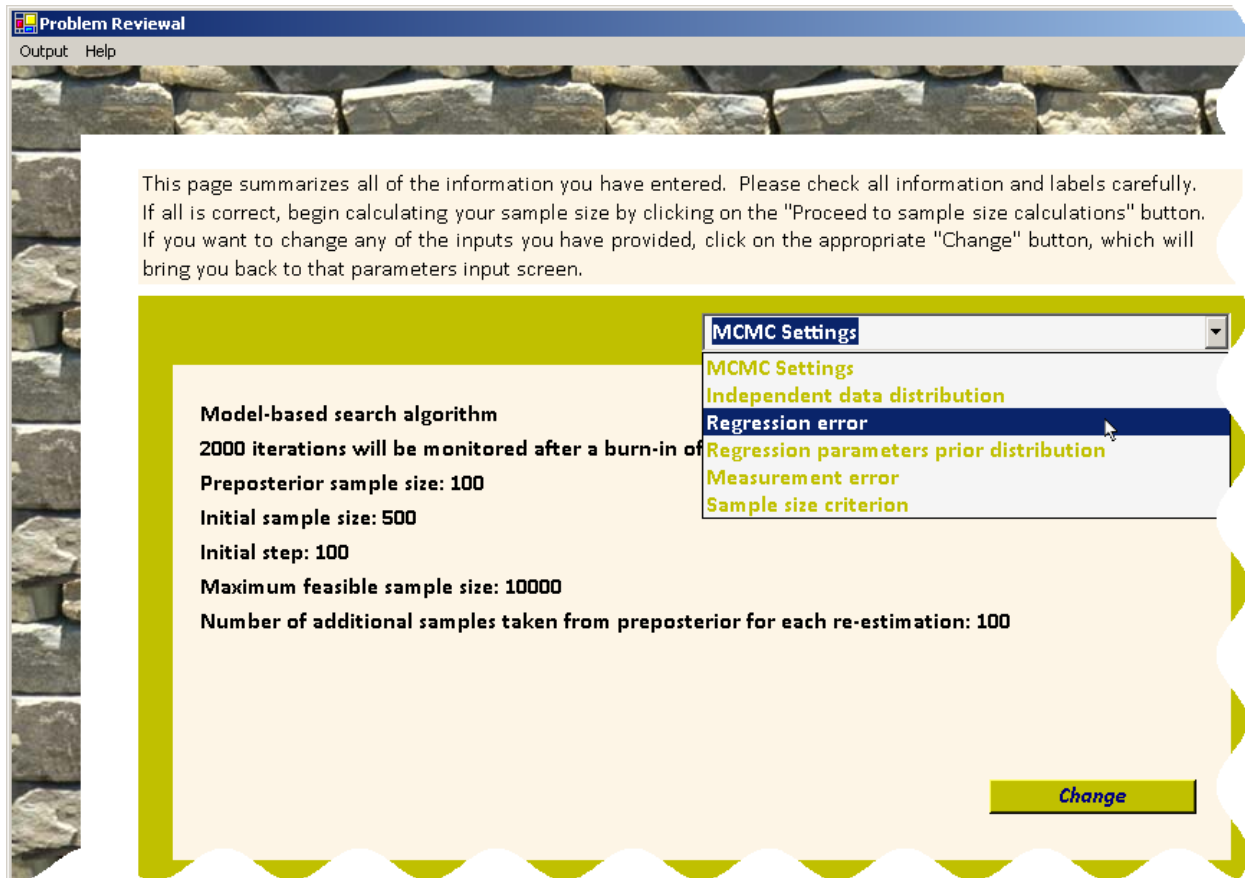 Problem Reviewal
Output Help
This page summarizes all of the information you have entered. Please check all information and labels carefully.
If all is correct, begin calculating your sample size by clicking on the "Proceed to sample size calculations" button.
If you want to change any of the inputs you have provided, click on the appropriate "Change" button, which will
bring you back to that parameters input screen.
MCMC Settings
MCMC Settings
Independent data distribution
Regression error
Regression parameters prior distribution
Measurement error
Sample size criterion
Model-based search algorithm
2000 iterations will be monitored after a burn-in of
Preposterior sample size: 100
Initial sample size: 500
Initial step: 100
Maximum feasible sample size: 10000
Number of additional samples taken from preposterior for each re-estimation: 100
Change